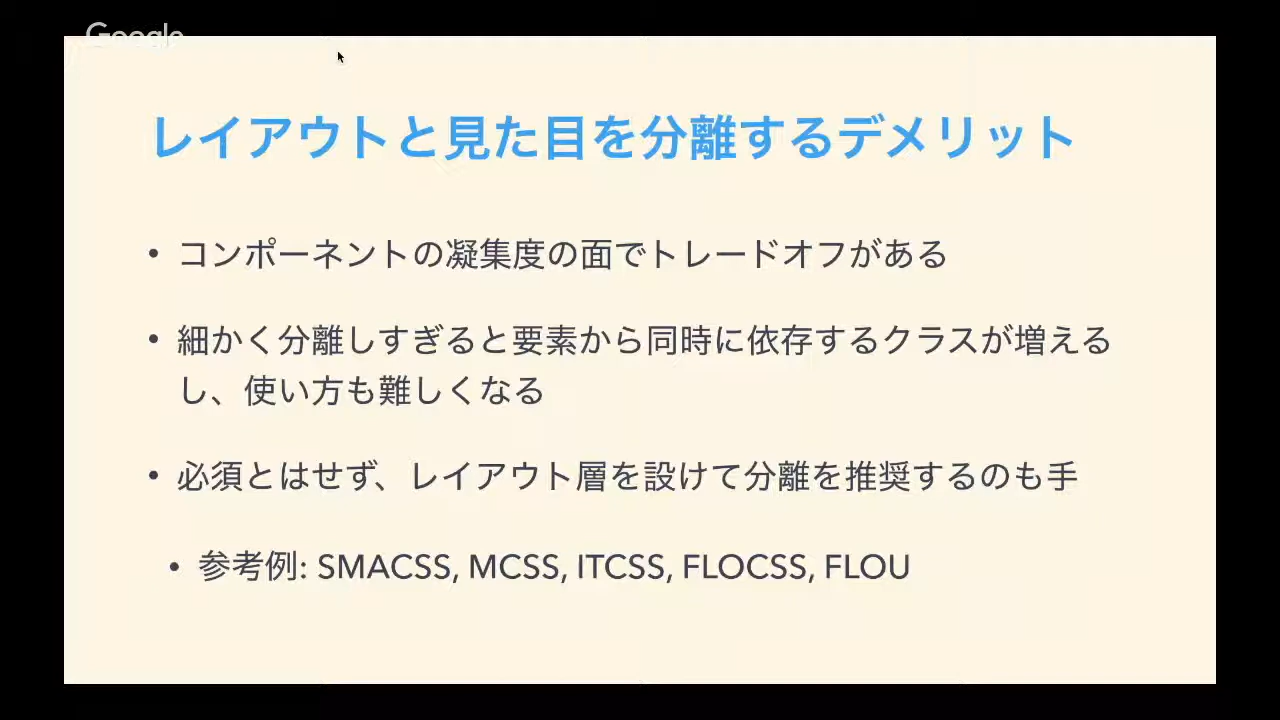 Google
レイアウトと見た目を分離するデメリット
• コンポーネントの凝集度の面でトレードオフがある
• 細かく分離しすぎると要素から同時に依存するクラスが増える
し、使い方も難しくなる
• 必須とはせず、レイアウト層を設けて分離を推奨するのも手
• 参考例: SMACSS, MCSS, ITCSS, FLOCSS, FLOU